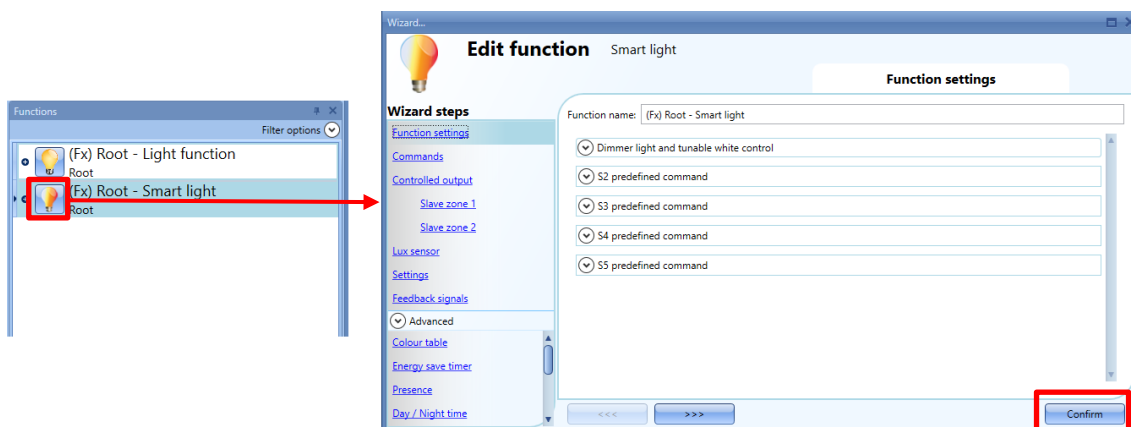 Functions
Filter options
(Fx) Root - Light function
Root
(Fx) Root - Smart light
Root
Wizard...
Edit function Smart light
Function settings
Wizard steps
Function settings
Commands
Controlled output
Slave zone 1
Slave zone 2
Lux sensor
Settings
Feedback signals
Advanced
Colour table
Energy save timer
Presence
Day / Night time
Function name: (Fx) Root - Smart light
Dimmer light and tunable white control
S2 predefined command
S3 predefined command
S4 predefined command
S5 predefined command
<<< >>> Confirm